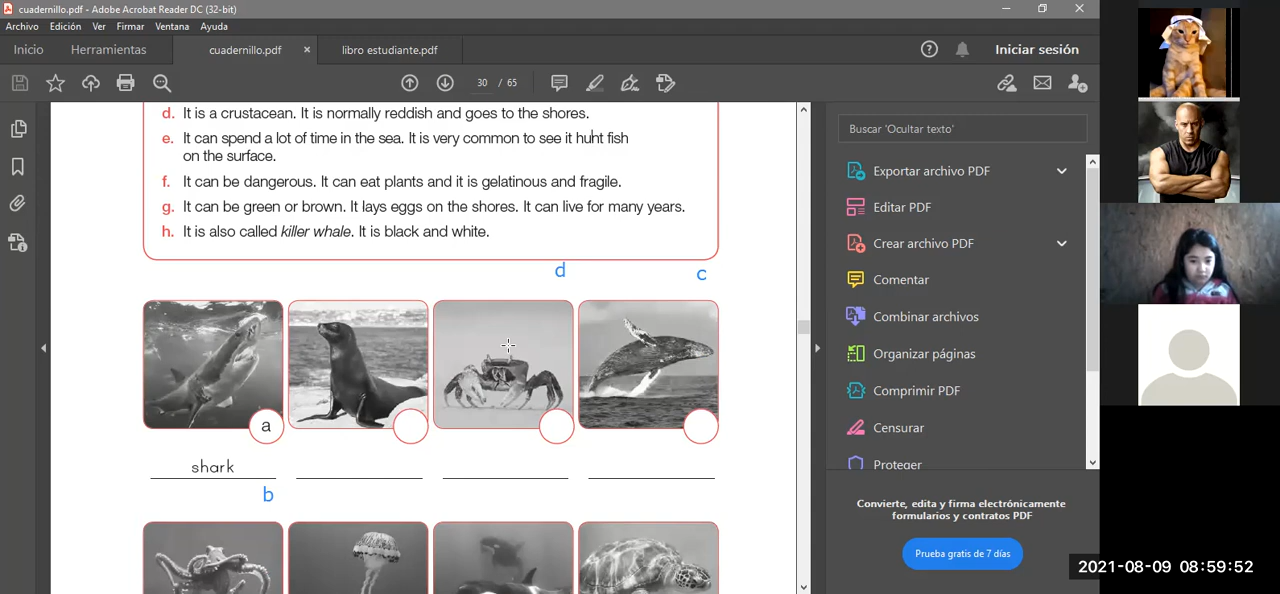 cuadernillo.pdf - Adobe Acrobat Reader DC (32-bit)
Archivo Edición Ver Firmar Ventana Ayuda
Inicio Herramientas cuadernillo.pdf × libro estudiante.pdf Iniciar sesión
30 / 65
d. It is a crustacean. It is normally reddish and goes to the shores.
e. It can spend a lot of time in the sea. It is very common to see it hunt fish
on the surface.
f. It can be dangerous. It can eat plants and it is gelatinous and fragile.
g. It can be green or brown. It lays eggs on the shores. It can live for many years.
h. It is also called killer whale. It is black and white.
d c
a
shark
b
Buscar 'Ocultar texto'
Exportar archivo PDF
Editar PDF
Crear archivo PDF
Comentar
Combinar archivos
Organizar páginas
Comprimir PDF
Censurar
Proteger
Convierte, edita y firma electrónicamente
formularios y contratos PDF
Prueba gratis de 7 días
2021-08-09 08:59:52